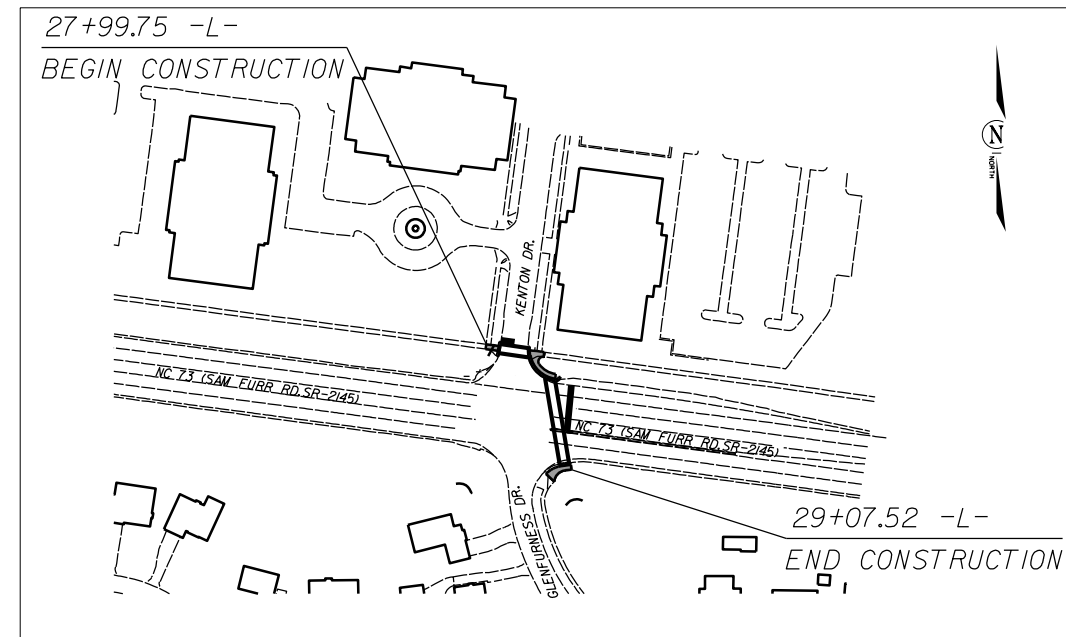 27+99.75 -L-
BEGIN CONSTRUCTION
N
NORTH
KENTON DR.
NC 73 (SAM FURR RD,SR-2145)
NC 73 (SAM FURR RD,SR-2145)
GLENFURNESS DR.
29+07.52 -L-
END CONSTRUCTION